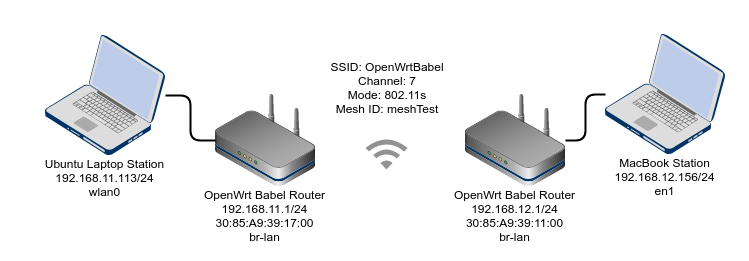 SSID: OpenWrtBabel
Channel: 7
Mode: 802.11s
Mesh ID: meshTest
Ubuntu Laptop Station
192.168.11.113/24
wlan0
OpenWrt Babel Router
192.168.11.1/24
30:85:A9:39:17:00
br-lan
OpenWrt Babel Router
192.168.12.1/24
30:85:A9:39:11:00
br-lan
MacBook Station
192.168.12.156/24
en1